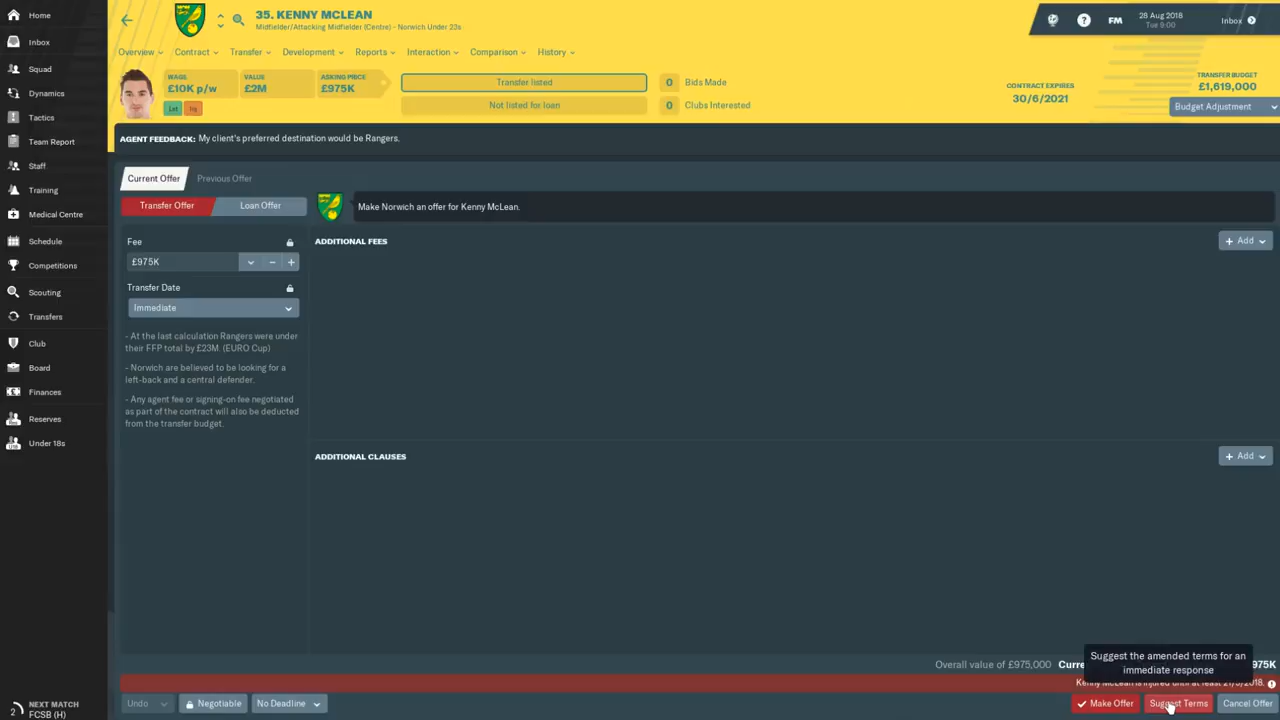 Home
Inbox
Squad
Dynamics
Tactics
Team Report
Staff
Training
Medical Centre
Schedule
Competitions
Scouting
Transfers
Club
Board
Finances
Reserves
Under 18s
2
NEXT MATCH
FCSB (H)
35. KENNY MCLEAN
Midfielder/Attacking Midfielder (Centre) - Norwich Under 23s
? FM
28 Aug 2018
Tue 9:00
Inbox
Overview
Contract
Transfer
Development
Reports
Interaction
Comparison
History
WAGE
£10K p/w
VALUE
£2M
ASKING PRICE
£975K
Lst
Inj
Transfer listed
Not listed for loan
0 Bids Made
0 Clubs Interested
CONTRACT EXPIRES
30/6/2021
TRANSFER BUDGET
£1,619,000
Budget Adjustment
AGENT FEEDBACK: My client's preferred destination would be Rangers.
Current Offer
Previous Offer
Transfer Offer
Loan Offer
Make Norwich an offer for Kenny McLean.
Fee
£975K
Transfer Date
Immediate
- At the last calculation Rangers were under
their FFP total by £23M. (EURO Cup)
- Norwich are believed to be looking for a
left-back and a central defender.
- Any agent fee or signing-on fee negotiated
as part of the contract will also be deducted
from the transfer budget.
ADDITIONAL FEES
+ Add
ADDITIONAL CLAUSES
+ Add
Suggest the amended terms for an
immediate response
Overall value of £975,000
975K
Undo
Negotiable
No Deadline
Make Offer
Suggest Terms
Cancel Offer